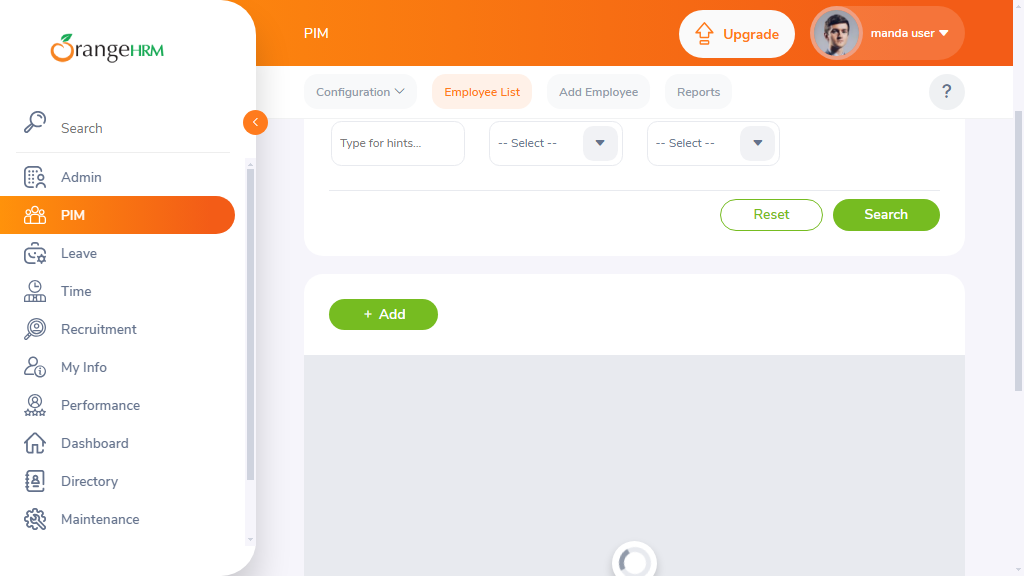 OrangeHRM
PIM
Upgrade
manda user
Configuration
Employee List
Add Employee
Reports
?
Search
Admin
PIM
Leave
Time
Recruitment
My Info
Performance
Dashboard
Directory
Maintenance
Type for hints...
-- Select --
-- Select --
Reset
Search
+ Add